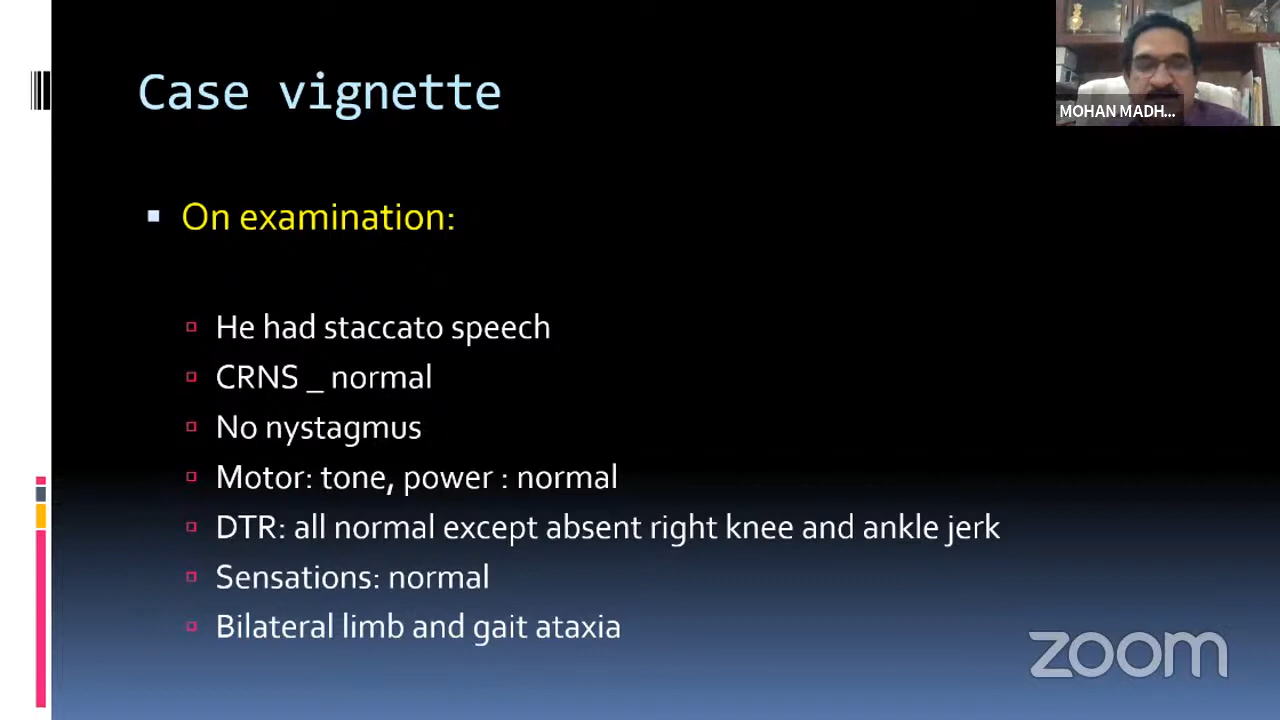 Case vignette
MOHAN MADH...
On examination:
He had staccato speech
CRNS _ normal
No nystagmus
Motor: tone, power : normal
DTR: all normal except absent right knee and ankle jerk
Sensations: normal
Bilateral limb and gait ataxia
zoom